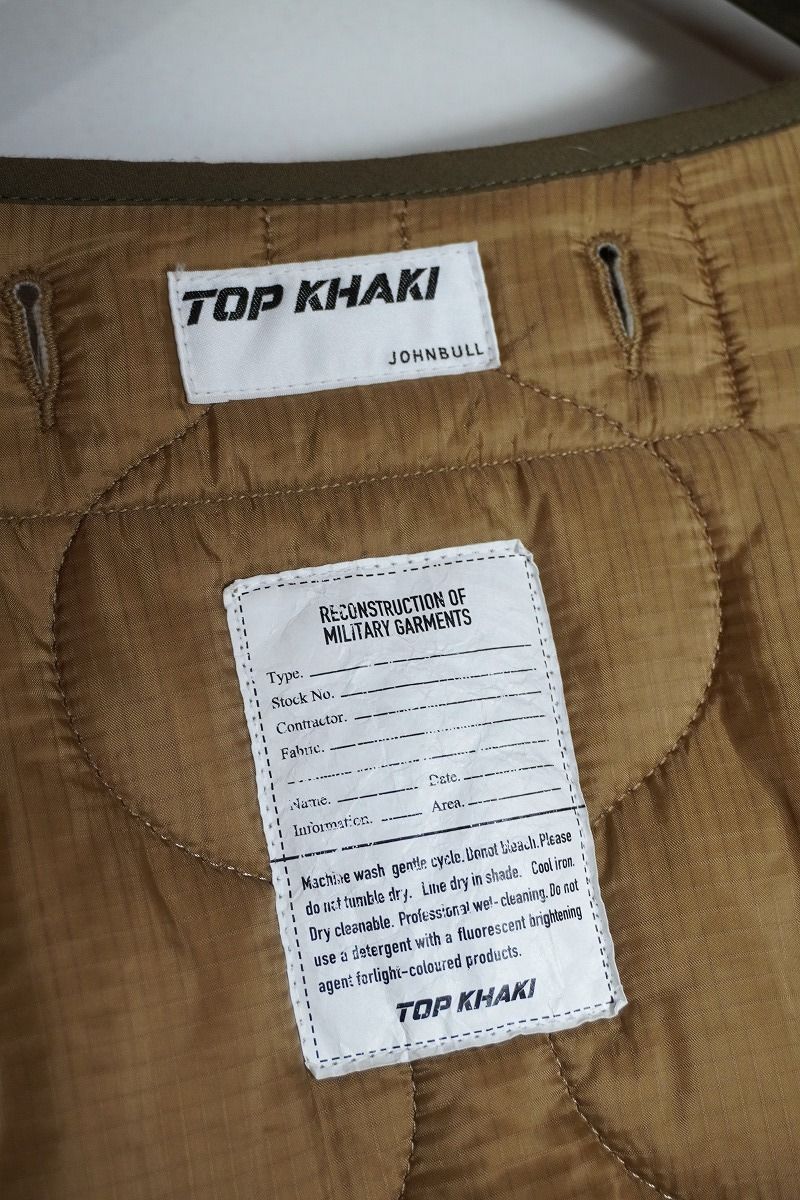 TOP KHAKI
JOHNBULL
RECONSTRUCTION OF
MILITARY GARMENTS
Type.
Stock No.
Contractor.
Fabric.
Name. Date.
Information. Area.
Machine wash gentle cycle. Donot bleach. Please
do not tumble dry. Line dry in shade. Cool iron.
Dry cleanable. Professional wet-cleaning. Do not
use a detergent with a fluorescent brightening
agent forlight-coloured products.
TOP KHAKI